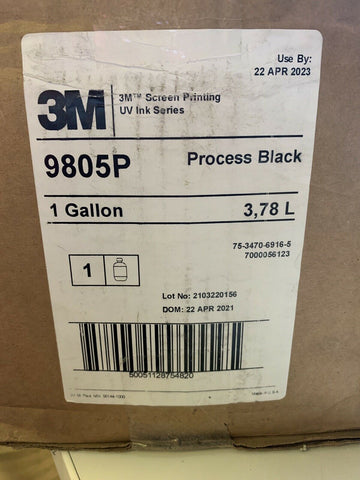 Use By:
22 APR 2023
3M
3M™ Screen Printing
UV Ink Series
9805P
Process Black
1 Gallon
3,78 L
75-3470-6916-5
7000056123
1
Lot No: 2103220156
DOM: 22 APR 2021
50051128754820